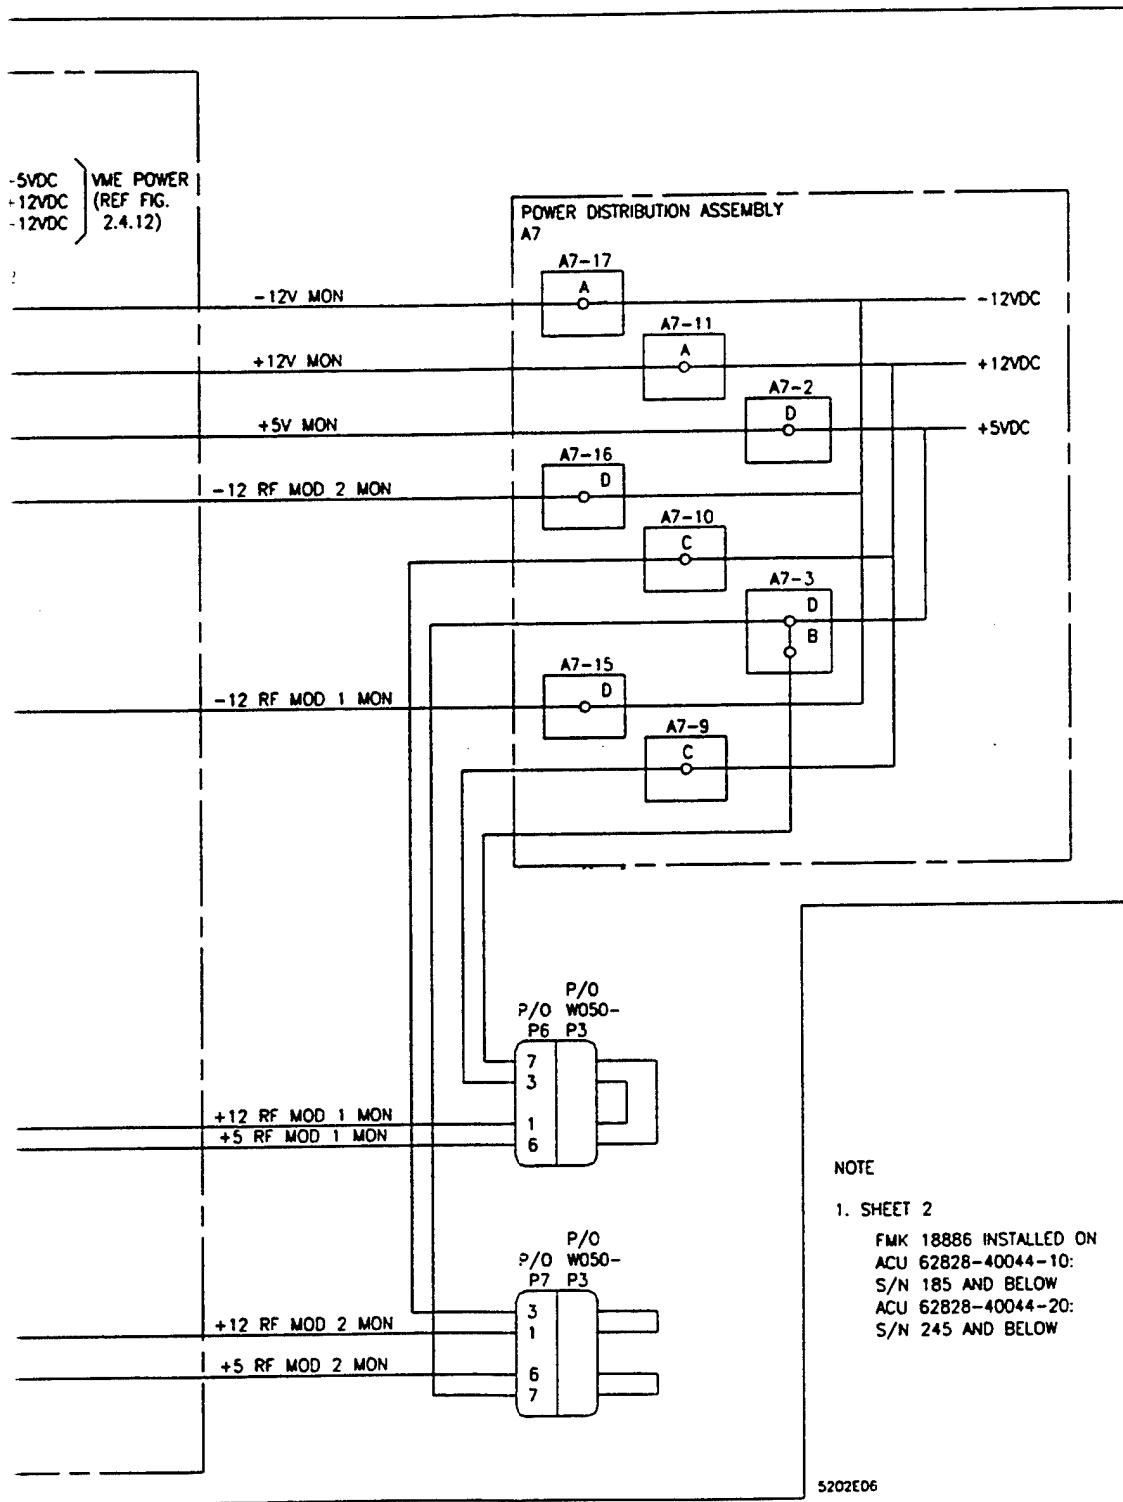 -5VDC
+12VDC
-12VDC
VME POWER
(REF FIG.
2.4.12)
POWER DISTRIBUTION ASSEMBLY
A7
A7-17
A
-12V MON
-12VDC
A7-11
A
+12V MON
+12VDC
A7-2
D
+5V MON
+5VDC
A7-16
D
-12 RF MOD 2 MON
A7-10
C
A7-3
D
B
A7-15
D
-12 RF MOD 1 MON
A7-9
C
P/O
P/O W050-
P6 P3
7
3
+12 RF MOD 1 MON
1
+5 RF MOD 1 MON
6
NOTE
1. SHEET 2
FMK 18886 INSTALLED ON
ACU 62828-40044-10:
S/N 185 AND BELOW
ACU 62828-40044-20:
S/N 245 AND BELOW
P/O
P/O W050-
P7 P3
3
+12 RF MOD 2 MON
1
+5 RF MOD 2 MON
6
7
5202E06